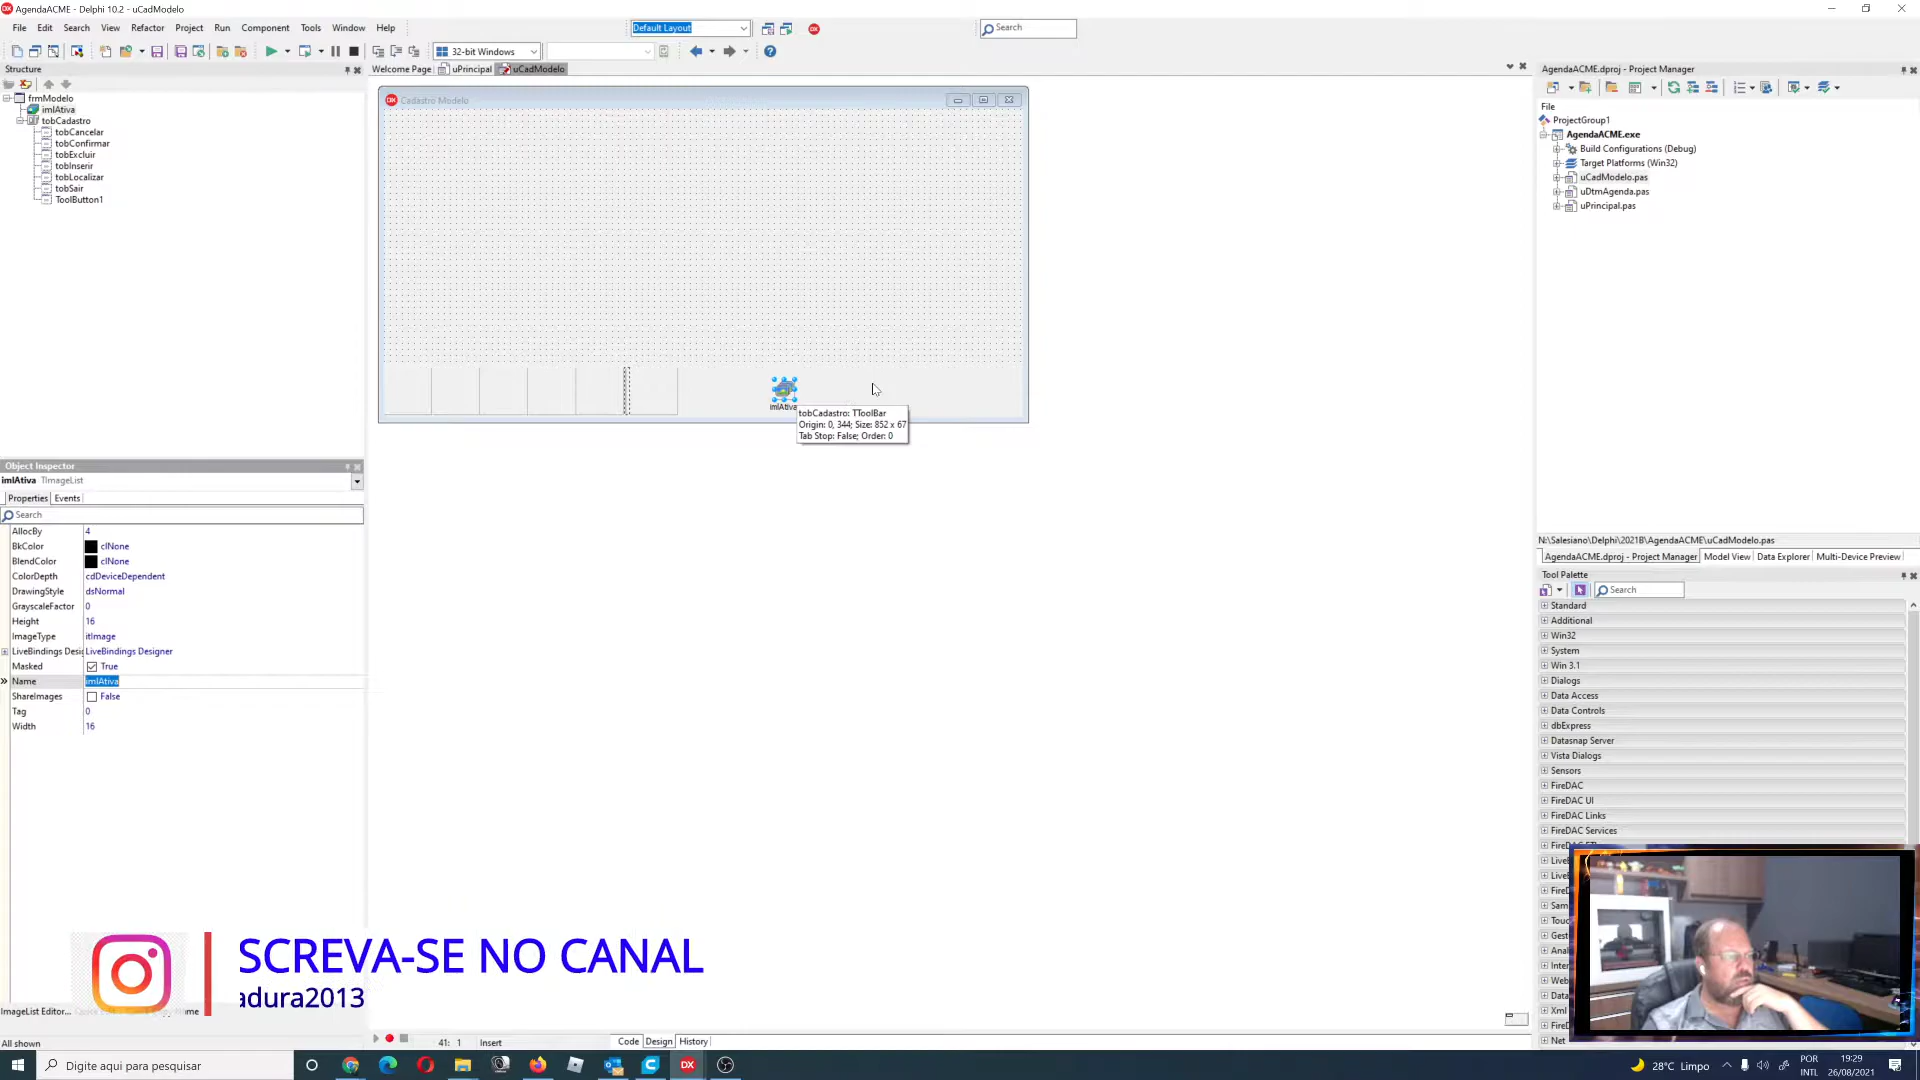 AgendaACME - Delphi 10.2 - uCadModelo
File Edit Search View Refactor Project Run Component Tools Window Help
Default Layout
Search
32-bit Windows
Structure
Welcome Page uPrincipal uCadModelo
AgendaACME.dproj - Project Manager
frmModelo
imlAtiva
tobCadastro
tobCancelar
tobConfirmar
tobExcluir
tobInserir
tobLocalizar
tobSair
ToolButton1
Cadastro Modelo
imlAtiva
tobCadastro: TToolBar
Origin: 0, 344; Size: 852 x 67
Tab Stop: False; Order: 0
File
ProjectGroup1
AgendaACME.exe
Build Configurations (Debug)
Target Platforms (Win32)
uCadModelo.pas
uDtmAgenda.pas
uPrincipal.pas
Object Inspector
imlAtiva TImageList
Properties Events
Search
AllocBy 4
BkColor clNone
BlendColor clNone
ColorDepth cdDeviceDependent
DrawingStyle dsNormal
GrayscaleFactor 0
Height 16
ImageType itImage
LiveBindings Desi LiveBindings Designer
Masked True
Name imlAtiva
ShareImages False
Tag 0
Width 16
N:\Salesiano\Delphi\2021B\AgendaACME\uCadModelo.pas
AgendaACME.dproj - Project Manager Model View Data Explorer Multi-Device Preview
Tool Palette
Search
Standard
Additional
Win32
System
Win 3.1
Dialogs
Data Access
Data Controls
dbExpress
Datasnap Server
Vista Dialogs
Sensors
FireDAC
FireDAC UI
FireDAC Links
FireDAC Services
Net
SCREVA-SE NO CANAL
adura2013
ImageList Editor...
All shown
41: 1 Insert
Code Design History
Digite aqui para pesquisar
28°C Limpo
POR
INTL
19:29
26/08/2021